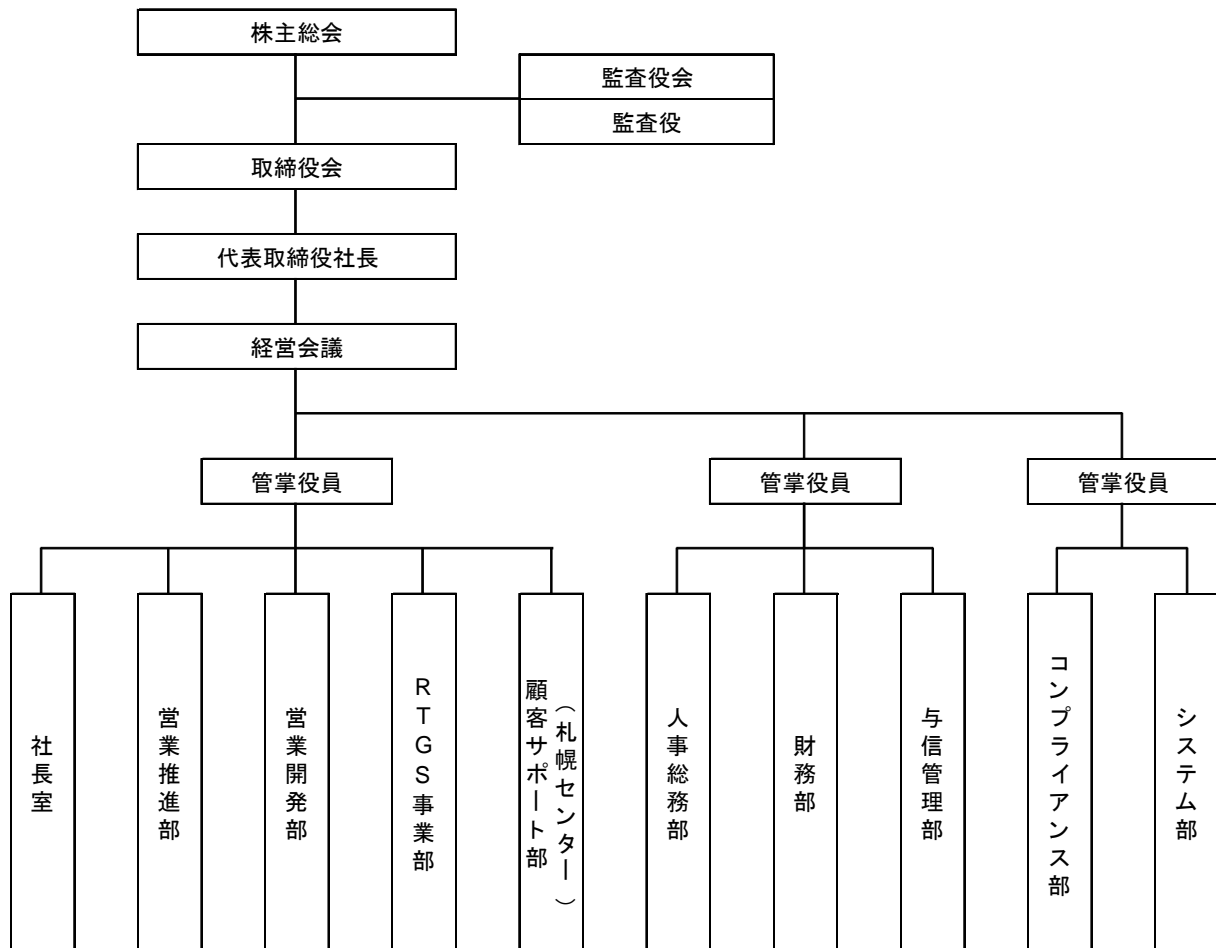 株主総会
監査役会
監査役
取締役会
代表取締役社長
経営会議
管掌役員
管掌役員
管掌役員
社長室
営業推進部
営業開発部
RTGS事業部
顧客サポート部
（札幌センター）
人事総務部
財務部
与信管理部
コンプライアンス部
システム部